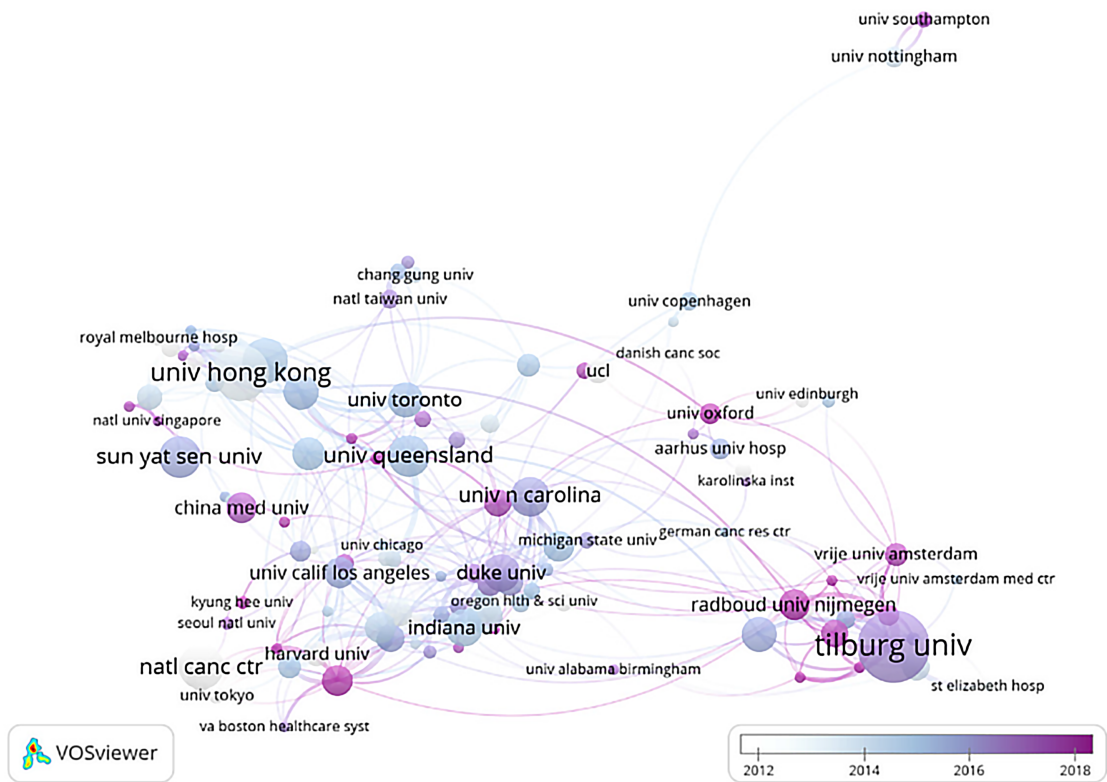 univ southampton
univ nottingham
chang gung univ
natl taiwan univ
univ copenhagen
royal melbourne hosp
danish canc soc
univ hong kong
ucl
univ toronto
univ edinburgh
natl univ singapore
univ oxford
sun yat sen univ
univ queensland
aarhus univ hosp
karolinska inst
univ n carolina
china med univ
michigan state univ
german canc res ctr
univ chicago
vrije univ amsterdam
univ calif los angeles
duke univ
vrije univ amsterdam med ctr
kyung hee univ
oregon hlth & sci univ
radboud univ nijmegen
seoul natl univ
indiana univ
tilburg univ
harvard univ
natl canc ctr
univ alabama birmingham
st elizabeth hosp
univ tokyo
va boston healthcare syst
VOSviewer
2012 2014 2016 2018